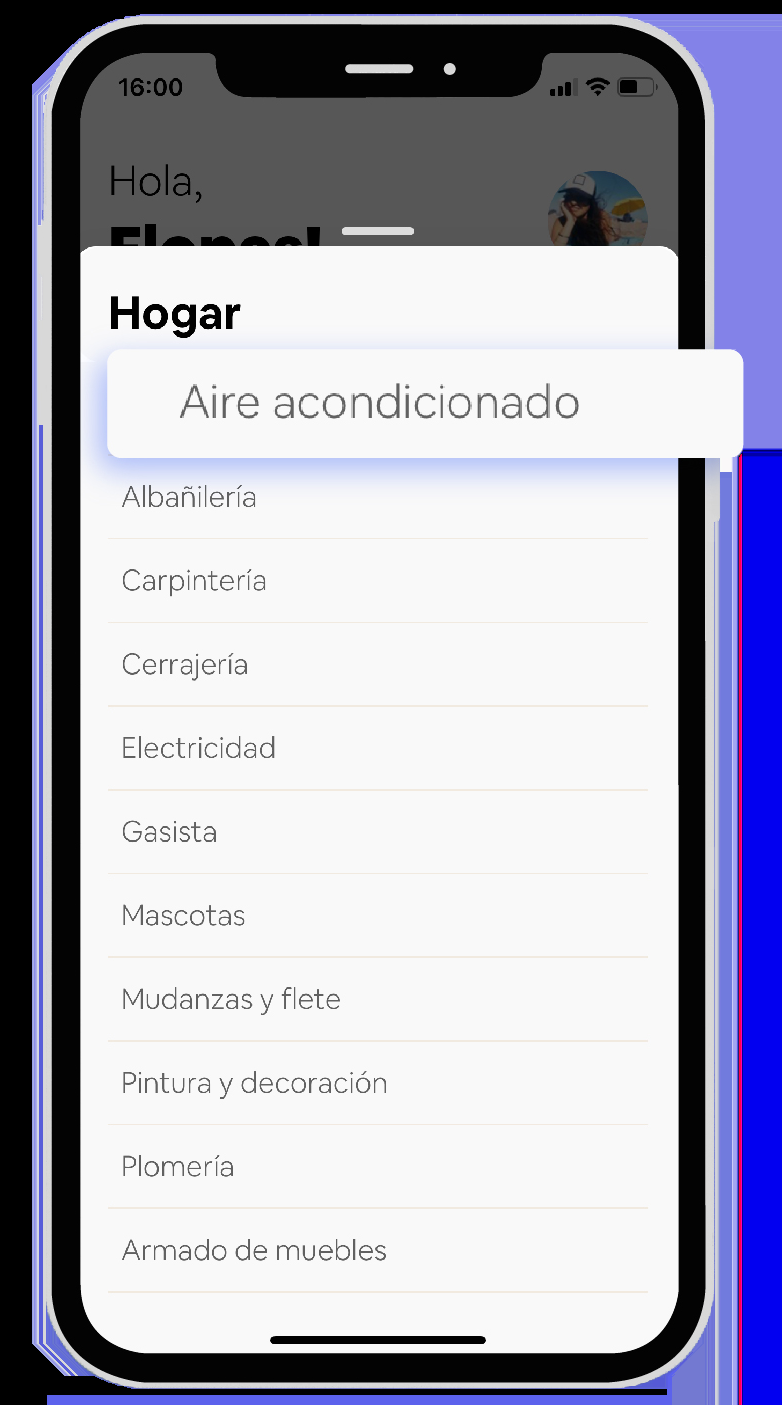 16:00
Hola,
Hogar
Aire acondicionado
Albañilería
Carpintería
Cerrajería
Electricidad
Gasista
Mascotas
Mudanzas y flete
Pintura y decoración
Plomería
Armado de muebles